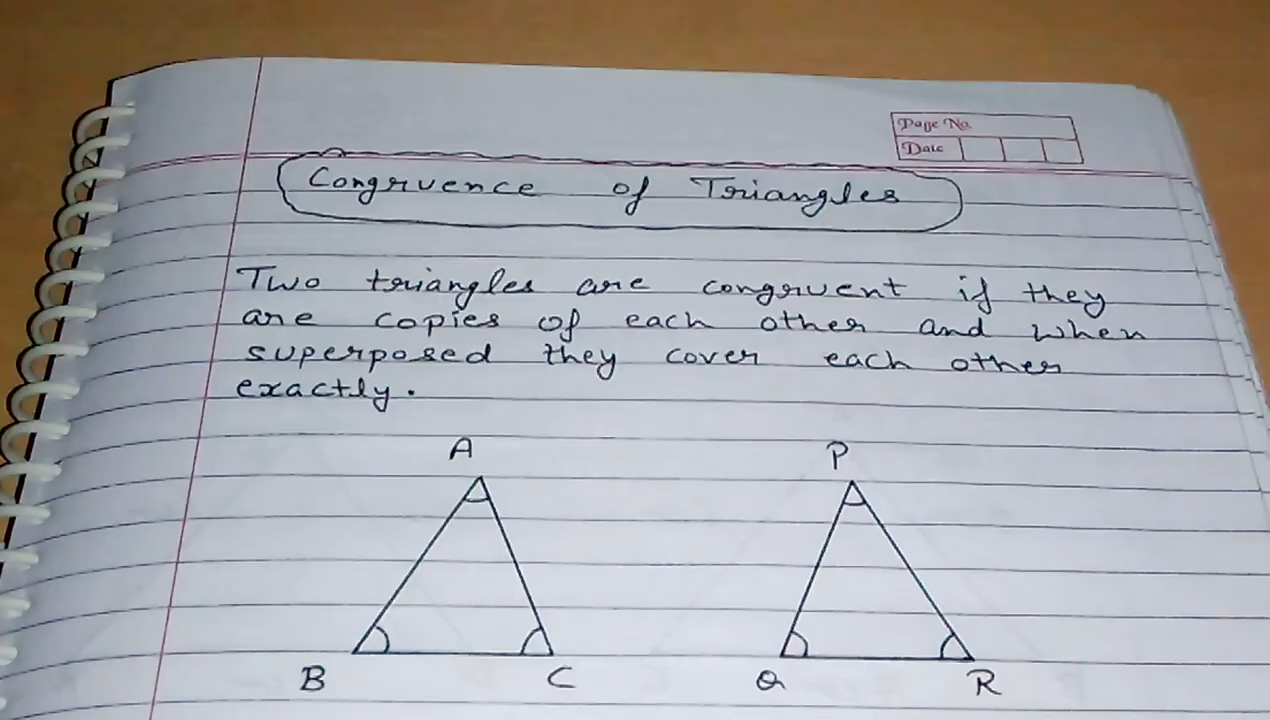 Page No.
Date
Congruence of Triangles
Two triangles are congruent if they
are copies of each other and when
superposed they cover each other
exactly.
A P
B C Q R